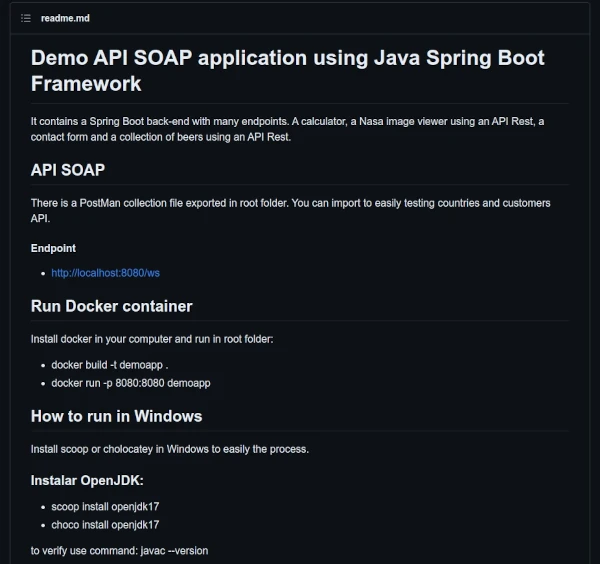 readme.md
Demo API SOAP application using Java Spring Boot
Framework
It contains a Spring Boot back-end with many endpoints. A calculator, a Nasa image viewer using an API Rest, a
contact form and a collection of beers using an API Rest.
API SOAP
There is a PostMan collection file exported in root folder. You can import to easily testing countries and customers
API.
Endpoint
• http://localhost:8080/ws
Run Docker container
Install docker in your computer and run in root folder:
• docker build -t demoapp .
• docker run -p 8080:8080 demoapp
How to run in Windows
Install scoop or cholocatey in Windows to easily the process.
Instalar OpenJDK:
• scoop install openjdk17
• choco install openjdk17
to verify use command: javac --version